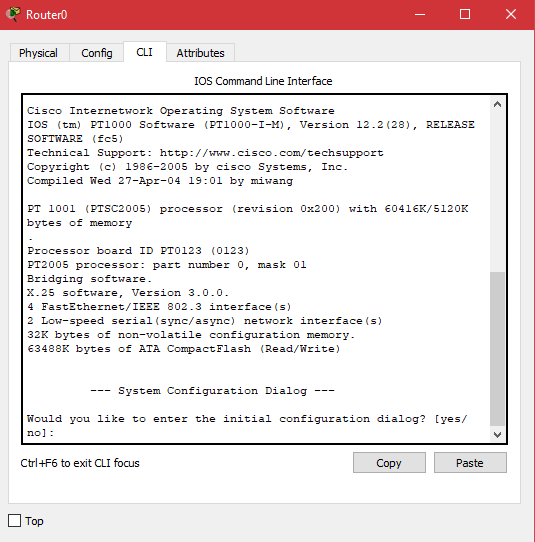 Router0
Physical
Config
CLI
Attributes
IOS Command Line Interface
Cisco Internetwork Operating System Software
IOS (tm) PT1000 Software (PT1000-I-M), Version 12.2(28), RELEASE
SOFTWARE (fc5)
Technical Support: http://www.cisco.com/techsupport
Copyright (c) 1986-2005 by cisco Systems, Inc.
Compiled Wed 27-Apr-04 19:01 by miwang
PT 1001 (PTSC2005) processor (revision 0x200) with 60416K/5120K
bytes of memory
.
Processor board ID PT0123 (0123)
PT2005 processor: part number 0, mask 01
Bridging software.
X.25 software, Version 3.0.0.
4 FastEthernet/IEEE 802.3 interface(s)
2 Low-speed serial(sync/async) network interface(s)
32K bytes of non-volatile configuration memory.
63488K bytes of ATA CompactFlash (Read/Write)
--- System Configuration Dialog ---
Would you like to enter the initial configuration dialog? [yes/
no]:
Ctrl+F6 to exit CLI focus
Copy
Paste
Top